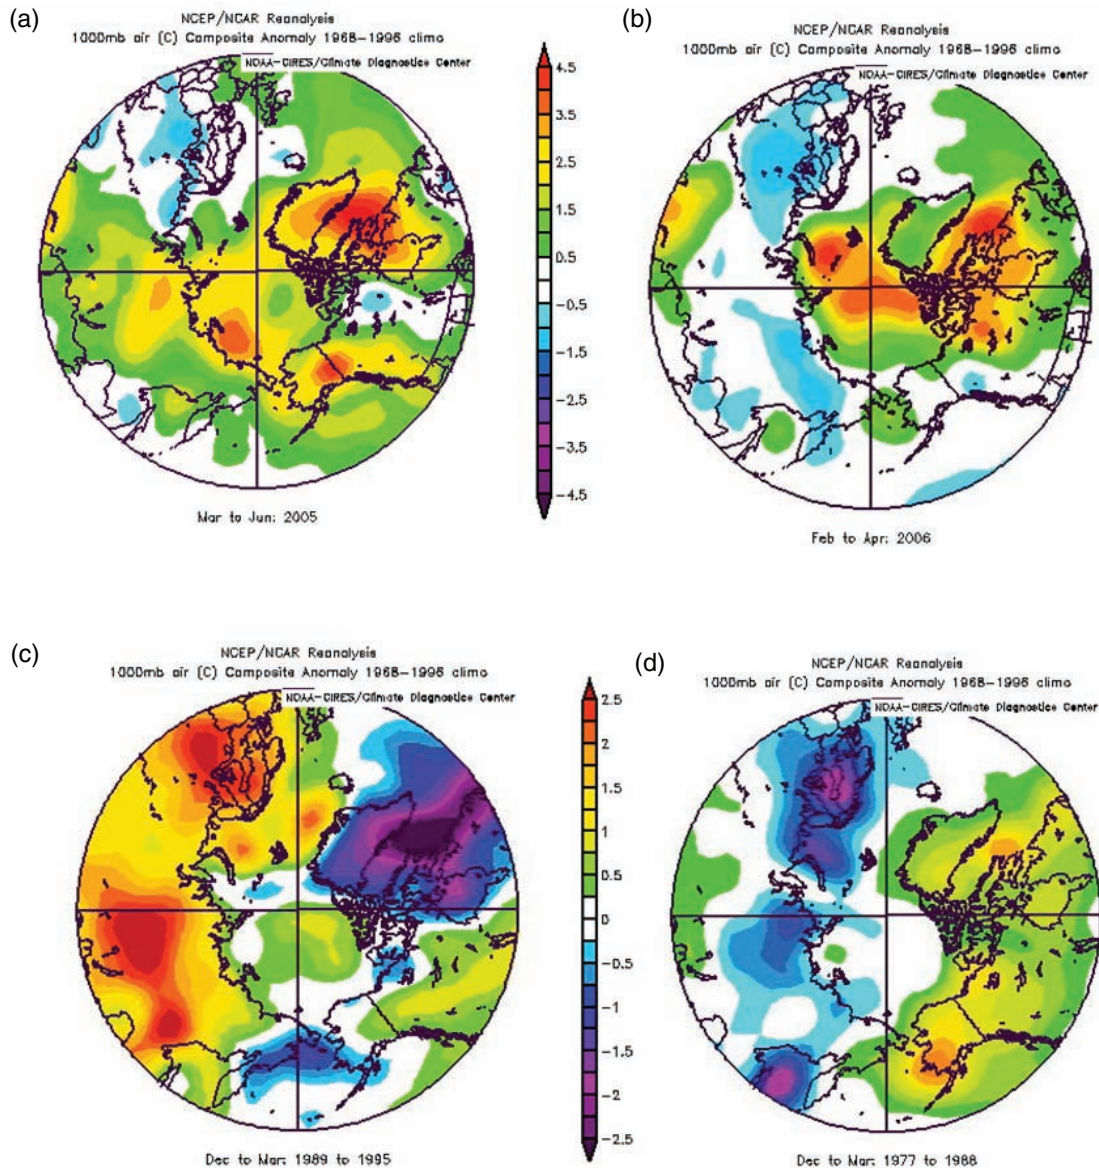 (a)
NCEP/NCAR Reanalysis
1000mb air (C) Composite Anomaly 1968-1996 climo
NOAA-CIRES/Climate Diagnostics Center
4.5
3.5
2.5
1.5
0.5
-0.5
-1.5
-2.5
-3.5
-4.5
Mar to Jun: 2005
(b)
NCEP/NCAR Reanalysis
1000mb air (C) Composite Anomaly 1968-1996 climo
NOAA-CIRES/Climate Diagnostics Center
Feb to Apr: 2006
(c)
NCEP/NCAR Reanalysis
1000mb air (C) Composite Anomaly 1968-1996 climo
NOAA-CIRES/Climate Diagnostics Center
2.5
2
1.5
1
0.5
0
-0.5
-1
-1.5
-2
-2.5
Dec to Mar: 1989 to 1995
(d)
NCEP/NCAR Reanalysis
1000mb air (C) Composite Anomaly 1968-1996 climo
NOAA-CIRES/Climate Diagnostics Center
Dec to Mar: 1977 to 1988